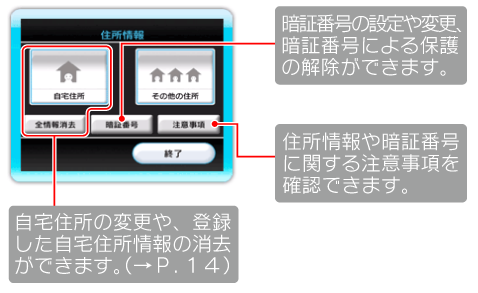 住所情報
自宅住所
その他の住所
全情報消去
暗証番号
注意事項
終了
暗証番号の設定や変更、
暗証番号による保護
の解除ができます。
住所情報や暗証番号
に関する注意事項を
確認できます。
自宅住所の変更や、登録
した自宅住所情報の消去
ができます。（→Ｐ．１４）